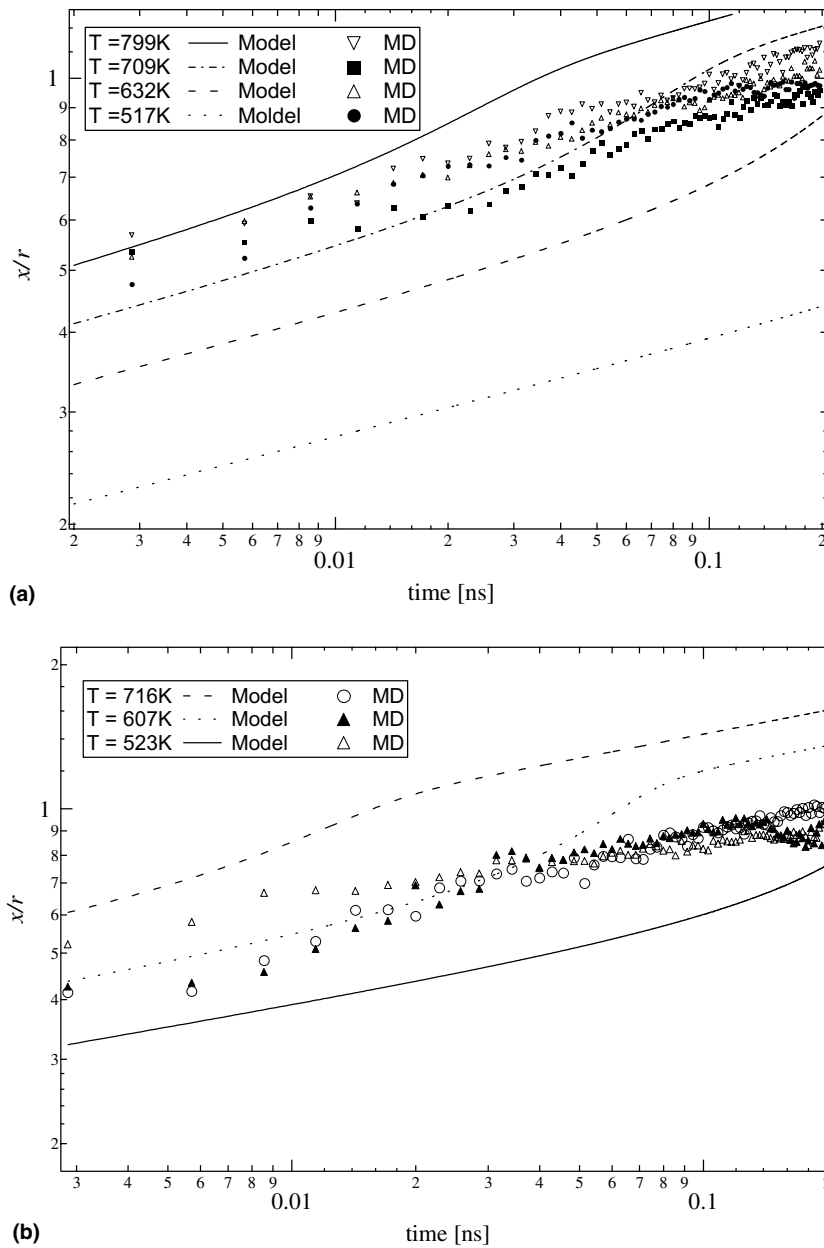 T =799K Model MD
T =709K Model MD
T =632K Model MD
T =517K Moldel MD
1
9
8
7
6
5
4
3
2
x/r
2 3 4 5 6 7 8 9 2 3 4 5 6 7 8 9 2
0.01 0.1
(a)
time [ns]
T = 716K Model MD
T = 607K Model MD
T = 523K Model MD
2
1
9
8
7
6
5
4
3
2
x/r
3 4 5 6 7 8 9 2 3 4 5 6 7 8 9
0.01 0.1
(b)
time [ns]